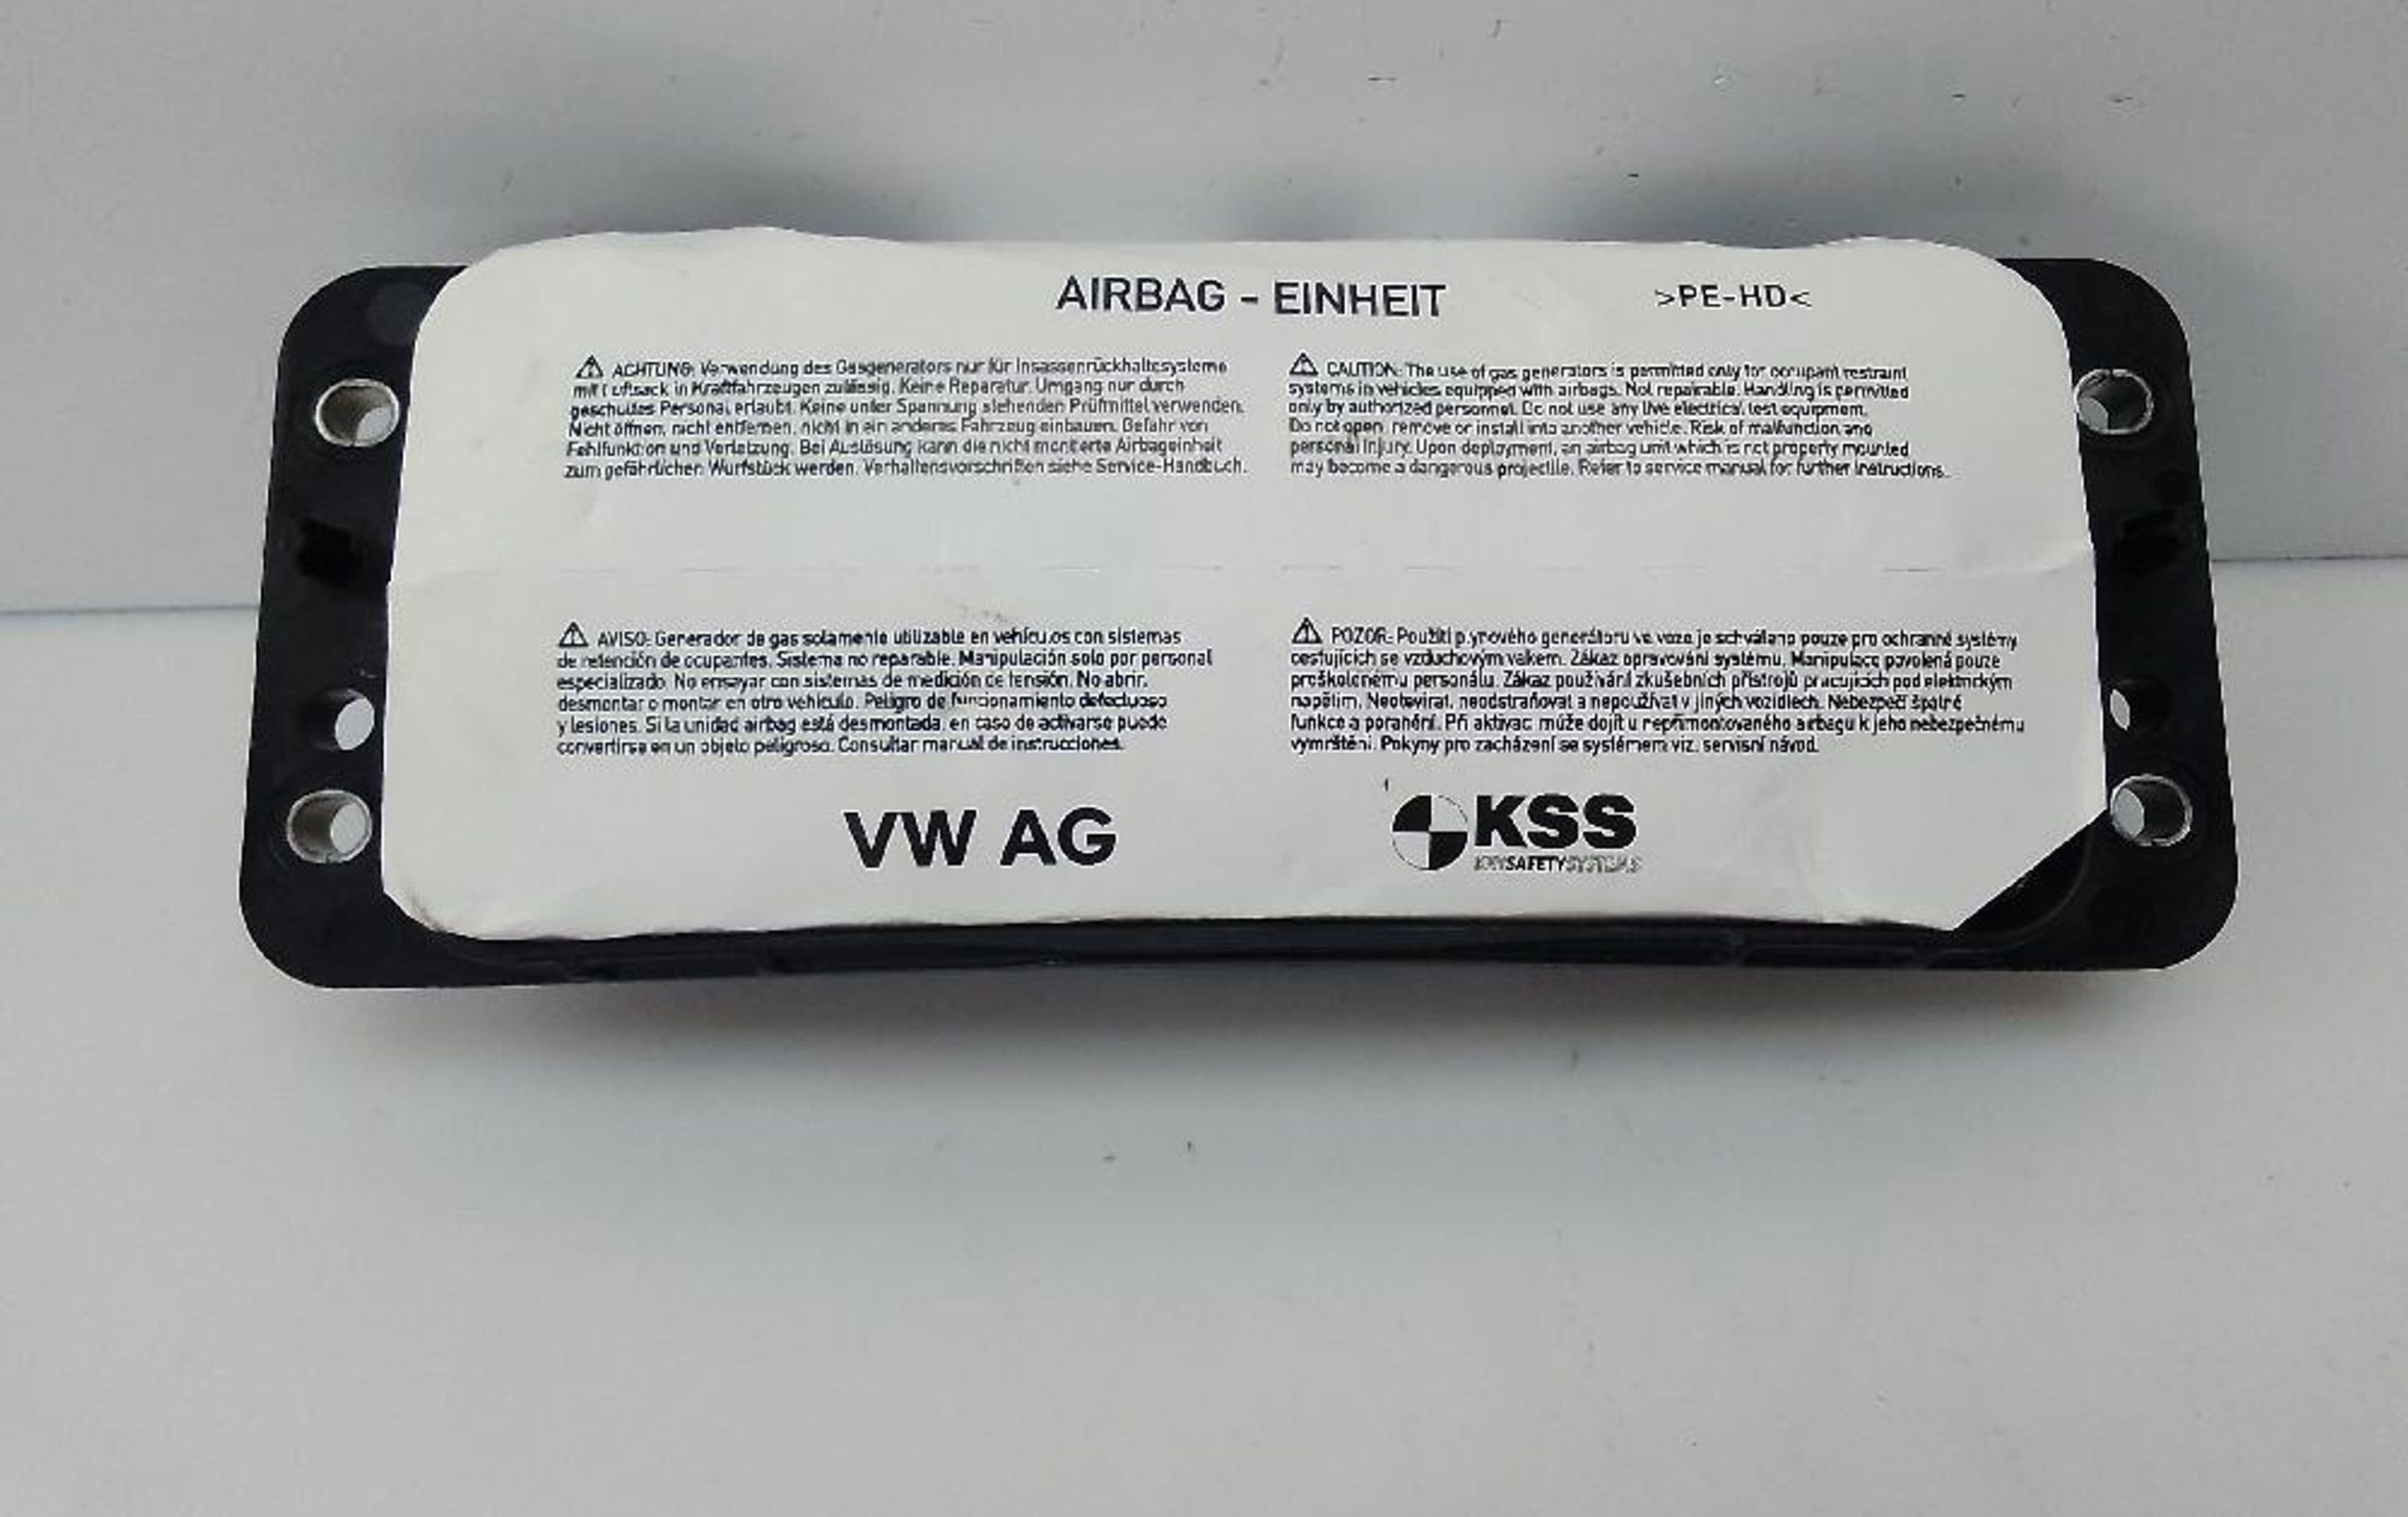 AIRBAG - EINHEIT
>PE-HD<
⚠ ACHTUNG: Verwendung des Gasgenerators nur für Insassenrückhaltesysteme
mit Luftsack in Kraftfahrzeugen zulässig. Keine Reparatur. Umgang nur durch
geschultes Personal erlaubt. Keine unter Spannung stehenden Prüfmittel verwenden.
Nicht öffnen, nicht entfernen, nicht in ein anderes Fahrzeug einbauen. Gefahr von
Fehlfunktion und Verletzung. Bei Auslösung kann die nicht montierte Airbageinheit
zum gefährlichen Wurfstück werden. Verhaltensvorschriften siehe Service-Handbuch.
⚠ CAUTION: The use of gas generators is permitted only for occupant restraint
systems in vehicles equipped with airbags. Not repairable. Handling is permitted
only by authorized personnel. Do not use any live electrical test equipment.
Do not open, remove or install into another vehicle. Risk of malfunction and
personal injury. Upon deployment, an airbag unit which is not properly mounted
may become a dangerous projectile. Refer to service manual for further instructions.
⚠ AVISO: Generador de gas solamente utilizable en vehículos con sistemas
de retención de ocupantes. Sistema no reparable. Manipulación solo por personal
especializado. No ensayar con sistemas de medición de tensión. No abrir,
desmontar o montar en otro vehículo. Peligro de funcionamiento defectuoso
y lesiones. Si la unidad airbag está desmontada, en caso de activarse puede
convertirse en un objeto peligroso. Consultar manual de instrucciones.
⚠ POZOR: Použití plynového generátoru ve voze je schváleno pouze pro ochranné systémy
cestujících se vzduchovým vakem. Zákaz opravování systému. Manipulace povolená pouze
proškolenému personálu. Zákaz používání zkušebních přístrojů pracujících pod elektrickým
napětím. Neotevírat, neodstraňovat a nepoužívat v jiných vozidlech. Nebezpečí špatné
funkce a poranění. Při aktivaci může dojít u nepřimontovaného airbagu k jeho nebezpečnému
vymrštění. Pokyny pro zacházení se systémem viz. servisní návod.
VW AG
KSS
KEYSAFETYSYSTEMS